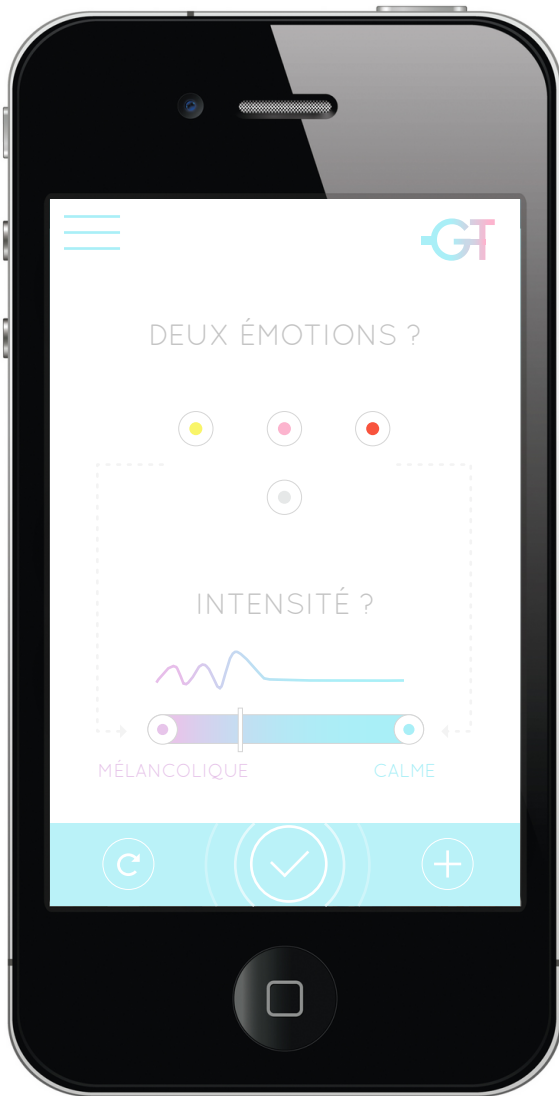 GT
DEUX ÉMOTIONS ?
INTENSITÉ ?
MÉLANCOLIQUE
CALME